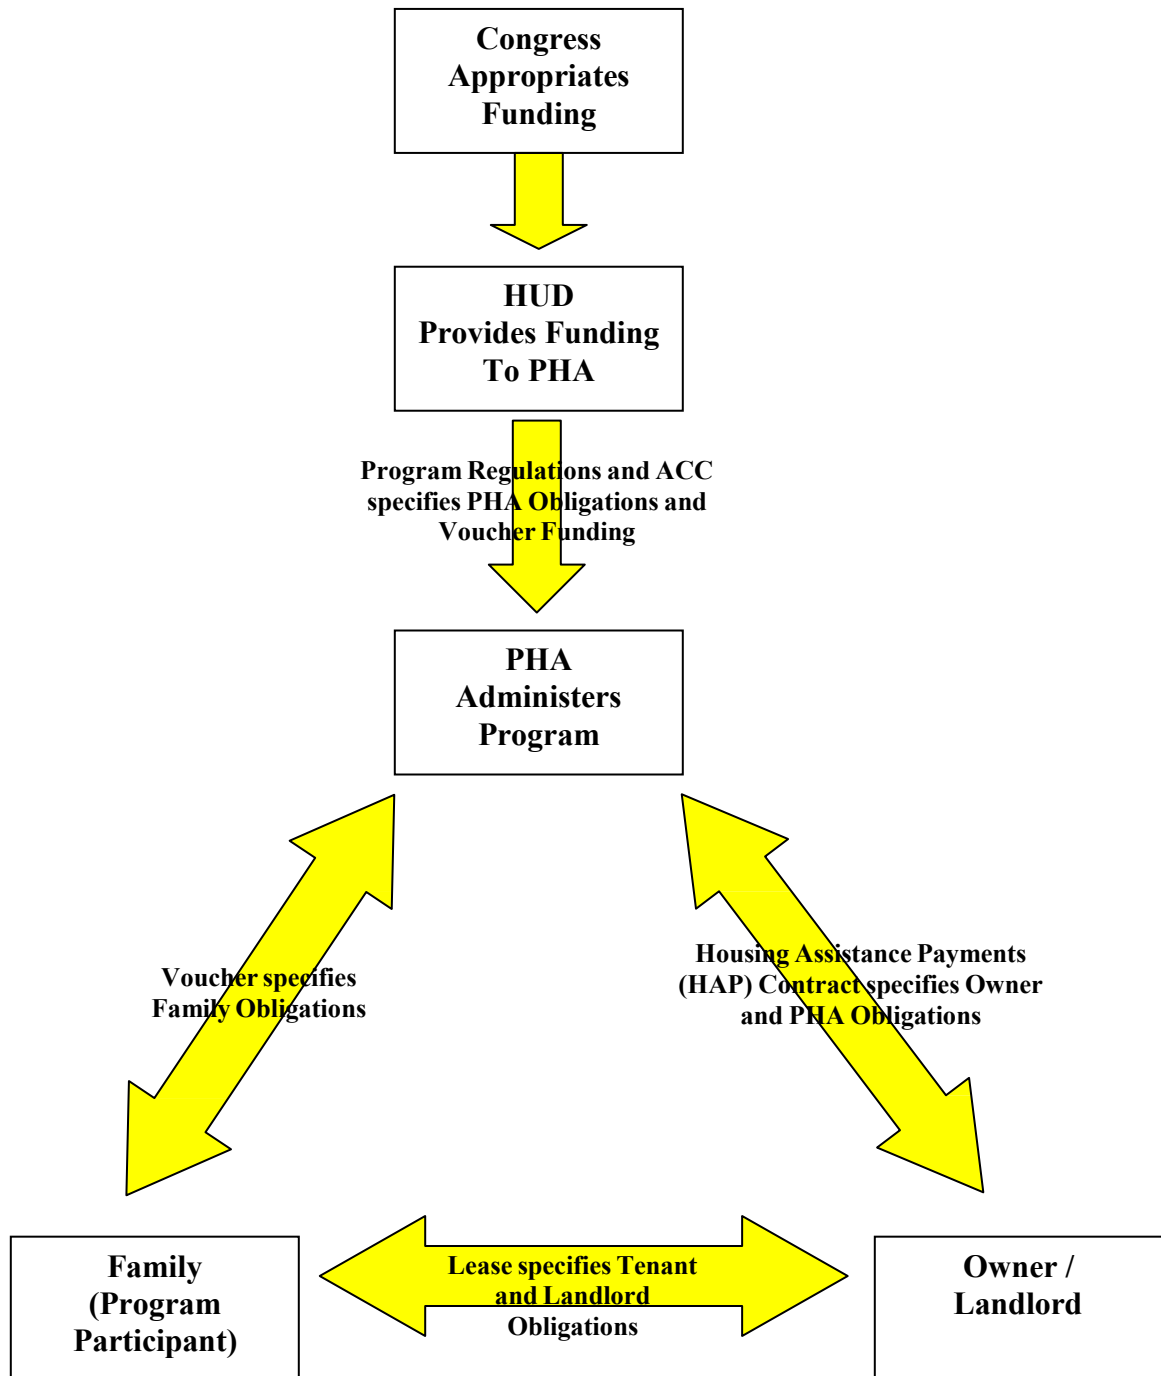 Congress
Appropriates
Funding
HUD
Provides Funding
To PHA
Program Regulations and ACC
specifies PHA Obligations and
Voucher Funding
PHA
Administers
Program
Voucher specifies
Family Obligations
Housing Assistance Payments
(HAP) Contract specifies Owner
and PHA Obligations
Family
(Program
Participant)
Lease specifies Tenant
and Landlord
Obligations
Owner /
Landlord